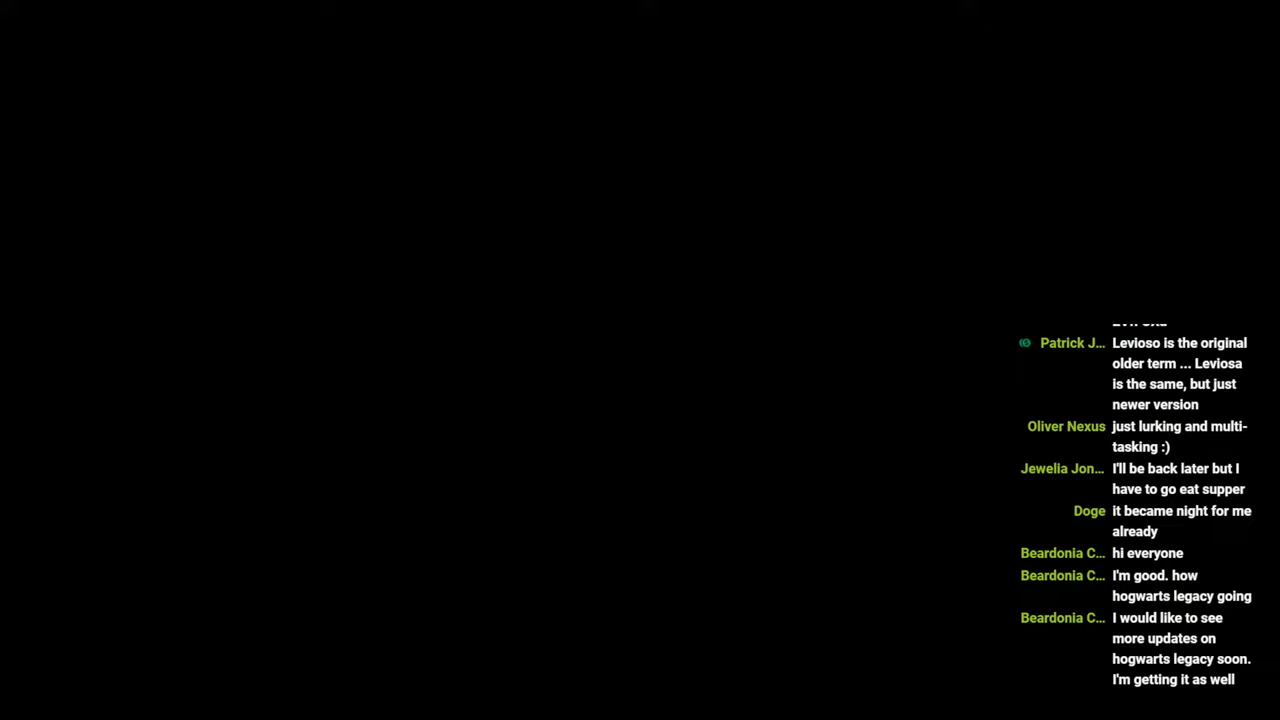 Patrick J... Levioso is the original
older term ... Leviosa
is the same, but just
newer version
Oliver Nexus just lurking and multi-
tasking :)
Jewelia Jon... I'll be back later but I
have to go eat supper
Doge it became night for me
already
Beardonia C... hi everyone
Beardonia C... I'm good. how
hogwarts legacy going
Beardonia C... I would like to see
more updates on
hogwarts legacy soon.
I'm getting it as well